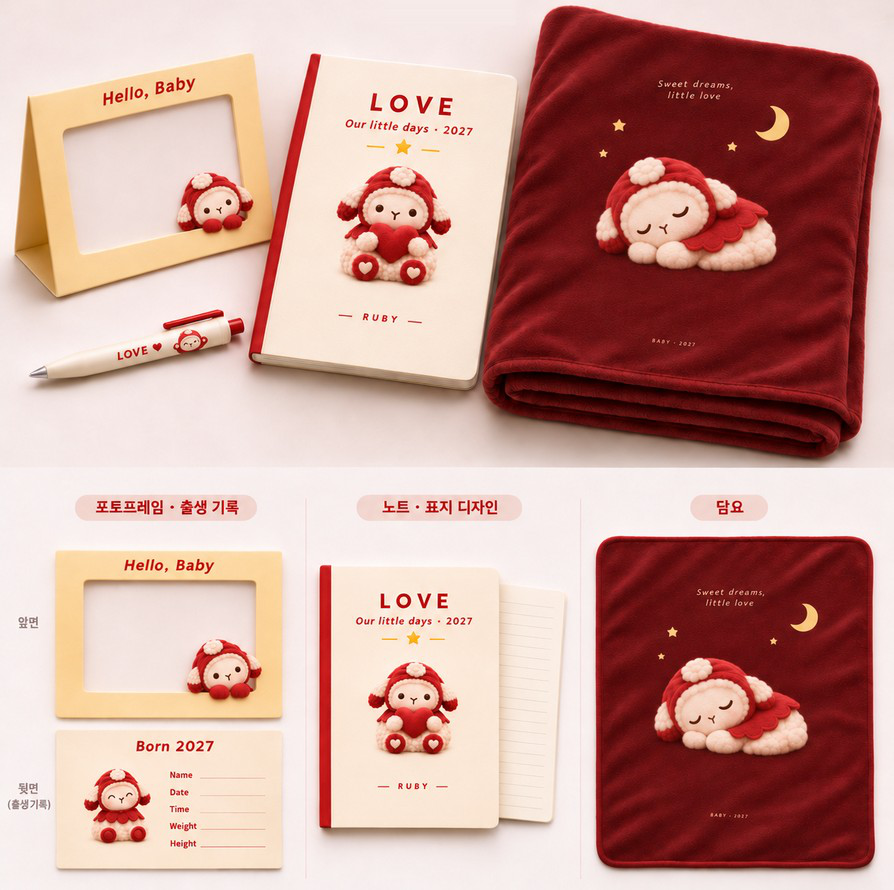 Hello, Baby
LOVE
Our little days · 2027
RUBY
LOVE
Sweet dreams,
little love
BABY · 2027
포토프레임 · 출생 기록
노트 · 표지 디자인
담요
앞면
Hello, Baby
뒷면
(출생기록)
Born 2027
Name
Date
Time
Weight
Height
LOVE
Our little days · 2027
RUBY
Sweet dreams,
little love
BABY · 2027